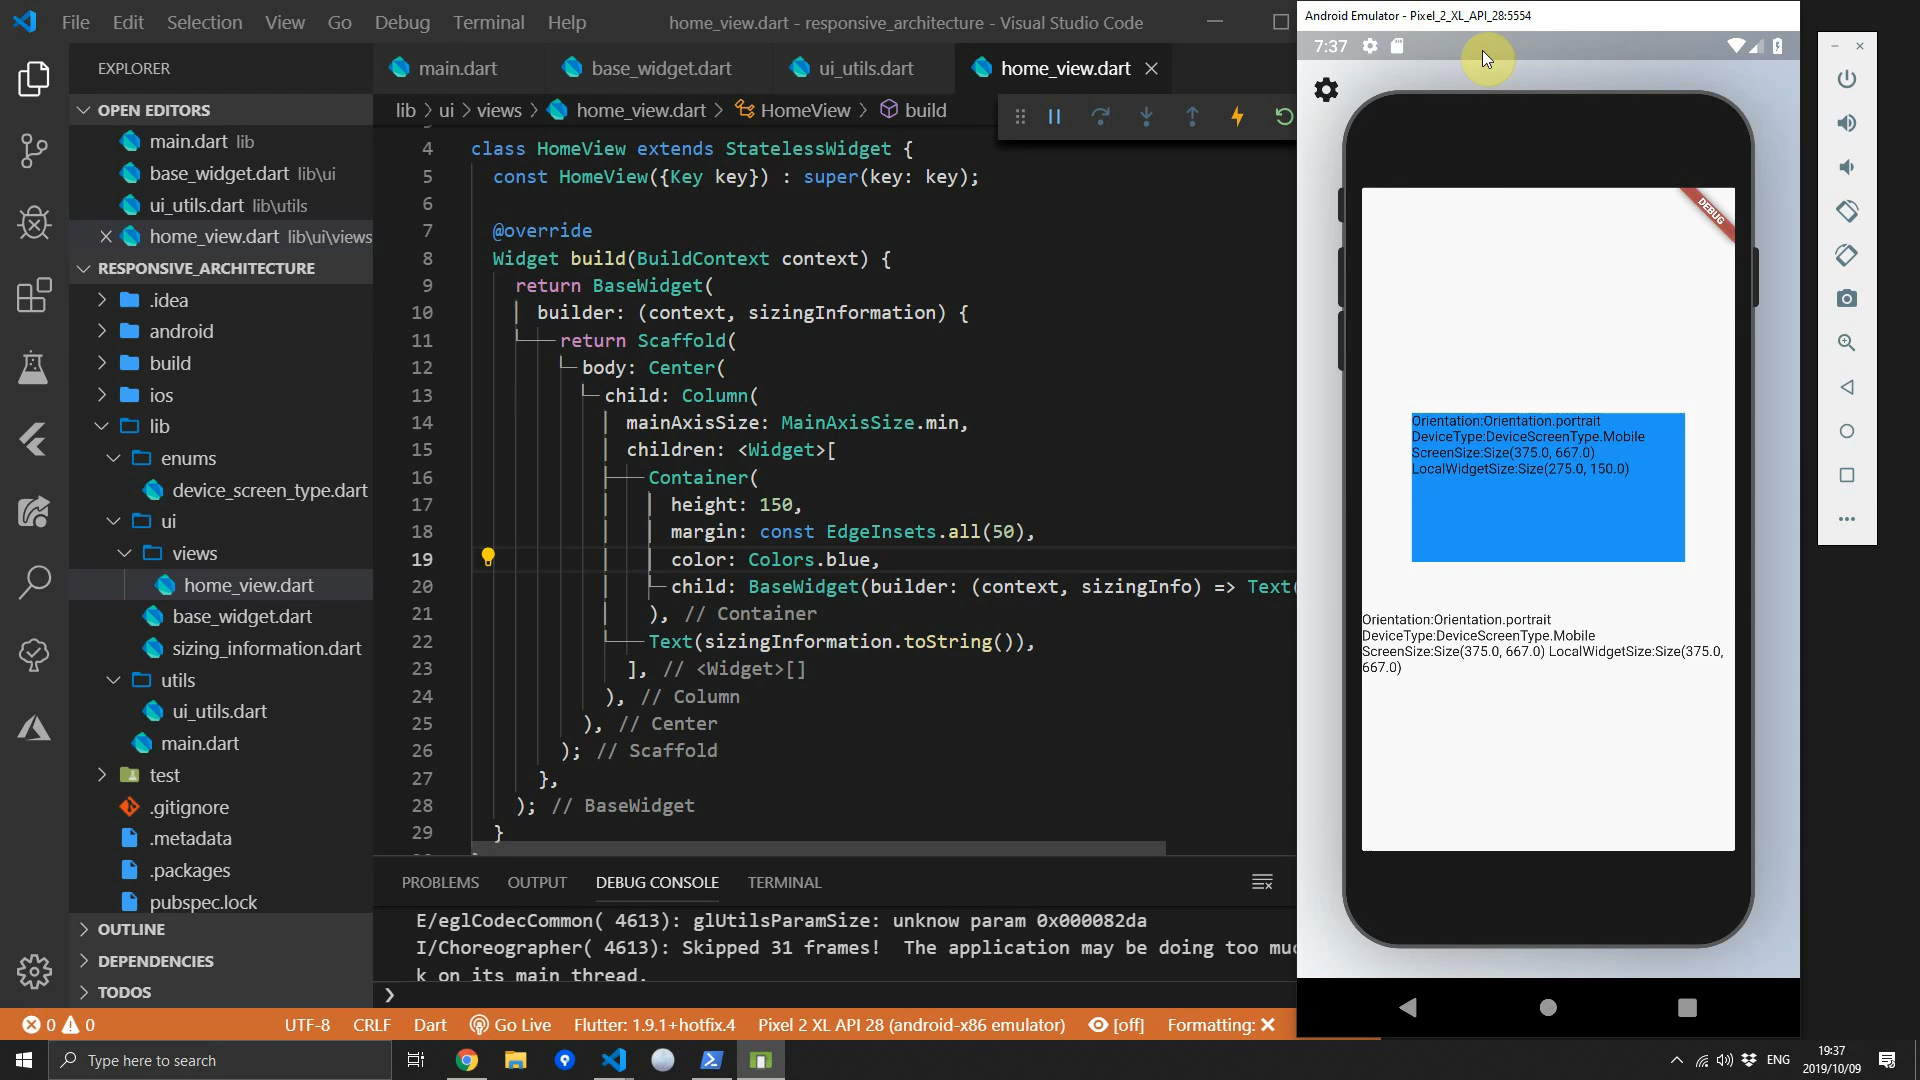 File Edit Selection View Go Debug Terminal Help
home_view.dart - responsive_architecture - Visual Studio Code
EXPLORER
OPEN EDITORS
main.dart lib
base_widget.dart lib\ui
ui_utils.dart lib\utils
home_view.dart lib\ui\views
RESPONSIVE_ARCHITECTURE
.idea
android
build
ios
lib
enums
device_screen_type.dart
ui
views
home_view.dart
base_widget.dart
sizing_information.dart
utils
ui_utils.dart
main.dart
test
.gitignore
.metadata
.packages
pubspec.lock
OUTLINE
DEPENDENCIES
TODOS
main.dart base_widget.dart ui_utils.dart home_view.dart
lib > ui > views > home_view.dart > HomeView > build
4 class HomeView extends StatelessWidget {
5 const HomeView({Key key}) : super(key: key);
6
7 @override
8 Widget build(BuildContext context) {
9 return BaseWidget(
10 builder: (context, sizingInformation) {
11 return Scaffold(
12 body: Center(
13 child: Column(
14 mainAxisSize: MainAxisSize.min,
15 children: <Widget>[
16 Container(
17 height: 150,
18 margin: const EdgeInsets.all(50),
19 color: Colors.blue,
20 child: BaseWidget(builder: (context, sizingInfo) => Text(
21 ), // Container
22 Text(sizingInformation.toString()),
23 ], // <Widget>[]
24 ), // Column
25 ), // Center
26 ); // Scaffold
27 },
28 ); // BaseWidget
29 }
PROBLEMS OUTPUT DEBUG CONSOLE TERMINAL
E/eglCodecCommon( 4613): glUtilsParamSize: unknow param 0x000082da
I/Choreographer( 4613): Skipped 31 frames!  The application may be doing too muc
k on its main thread.
0 0 UTF-8 CRLF Dart Go Live Flutter: 1.9.1+hotfix.4 Pixel 2 XL API 28 (android-x86 emulator) [off] Formatting:
Android Emulator - Pixel_2_XL_API_28:5554
7:37
DEBUG
Orientation:Orientation.portrait
DeviceType:DeviceScreenType.Mobile
ScreenSize:Size(375.0, 667.0)
LocalWidgetSize:Size(275.0, 150.0)
Orientation:Orientation.portrait
DeviceType:DeviceScreenType.Mobile
ScreenSize:Size(375.0, 667.0) LocalWidgetSize:Size(375.0,
667.0)
Type here to search
ENG
19:37
2019/10/09